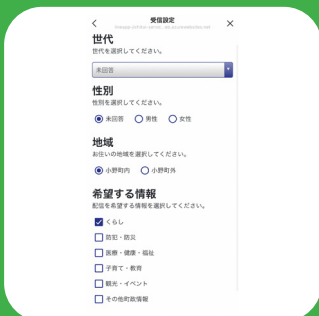 受信設定
世代
世代を選択してください。
未回答
性別
性別を選択してください。
未回答 男性 女性
地域
お住いの地域を選択してください。
小野町内 小野町外
希望する情報
配信を希望する情報を選択してください。
くらし
防犯・防災
医療・健康・福祉
子育て・教育
観光・イベント
その他町政情報